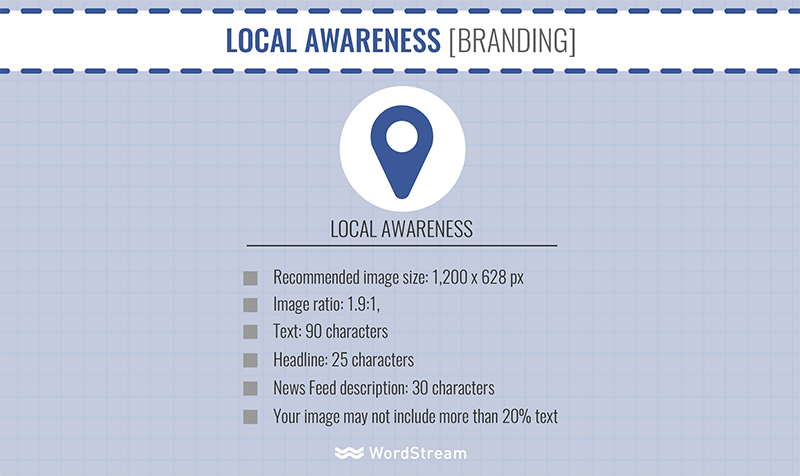 LOCAL AWARENESS [BRANDING]
LOCAL AWARENESS
Recommended image size: 1,200 x 628 px
Image ratio: 1.9:1,
Text: 90 characters
Headline: 25 characters
News Feed description: 30 characters
Your image may not include more than 20% text
WordStream